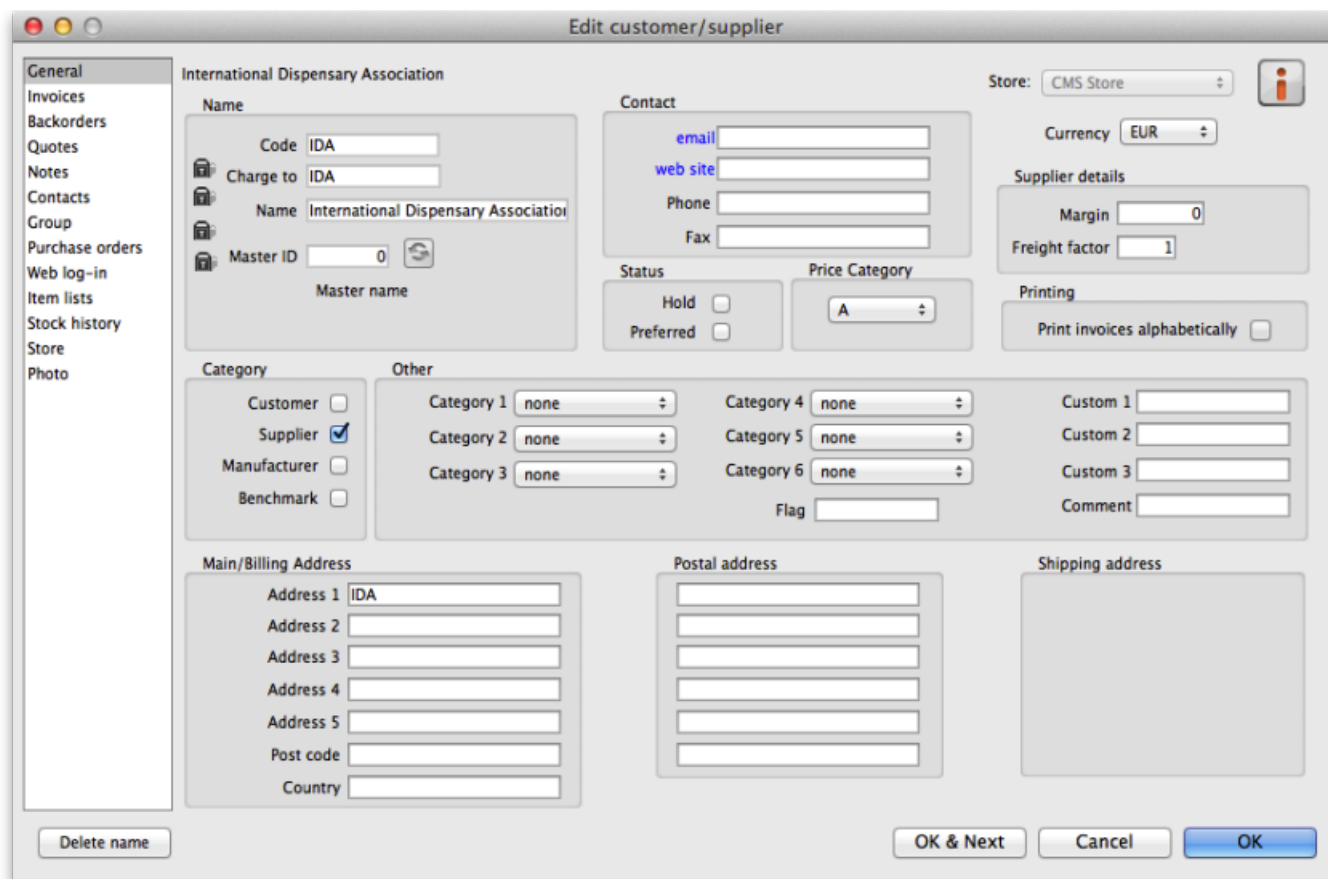 Edit customer/supplier
General
Invoices
Backorders
Quotes
Notes
Contacts
Group
Purchase orders
Web log-in
Item lists
Stock history
Store
Photo
International Dispensary Association
Store: CMS Store
Currency EUR
Name
Code IDA
Charge to IDA
Name International Dispensary Association
Master ID 0
Master name
Contact
email
web site
Phone
Fax
Supplier details
Margin 0
Freight factor 1
Status
Hold
Preferred
Price Category
A
Printing
Print invoices alphabetically
Category
Customer
Supplier
Manufacturer
Benchmark
Other
Category 1 none
Category 2 none
Category 3 none
Category 4 none
Category 5 none
Category 6 none
Flag
Custom 1
Custom 2
Custom 3
Comment
Main/Billing Address
Address 1 IDA
Address 2
Address 3
Address 4
Address 5
Post code
Country
Postal address
Shipping address
Delete name
OK & Next
Cancel
OK